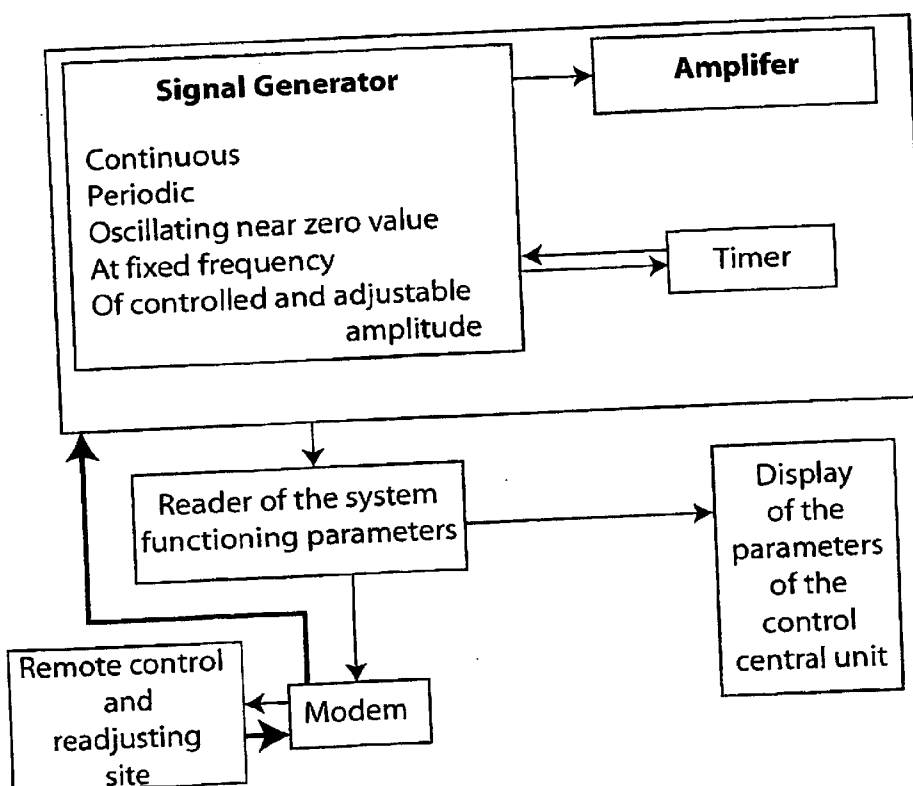 Signal Generator
Continuous
Periodic
Oscillating near zero value
At fixed frequency
Of controlled and adjustable
amplitude
Amplifer
Timer
Reader of the system
functioning parameters
Display
of the
parameters
of the
control
central unit
Remote control
and
readjusting
site
Modem